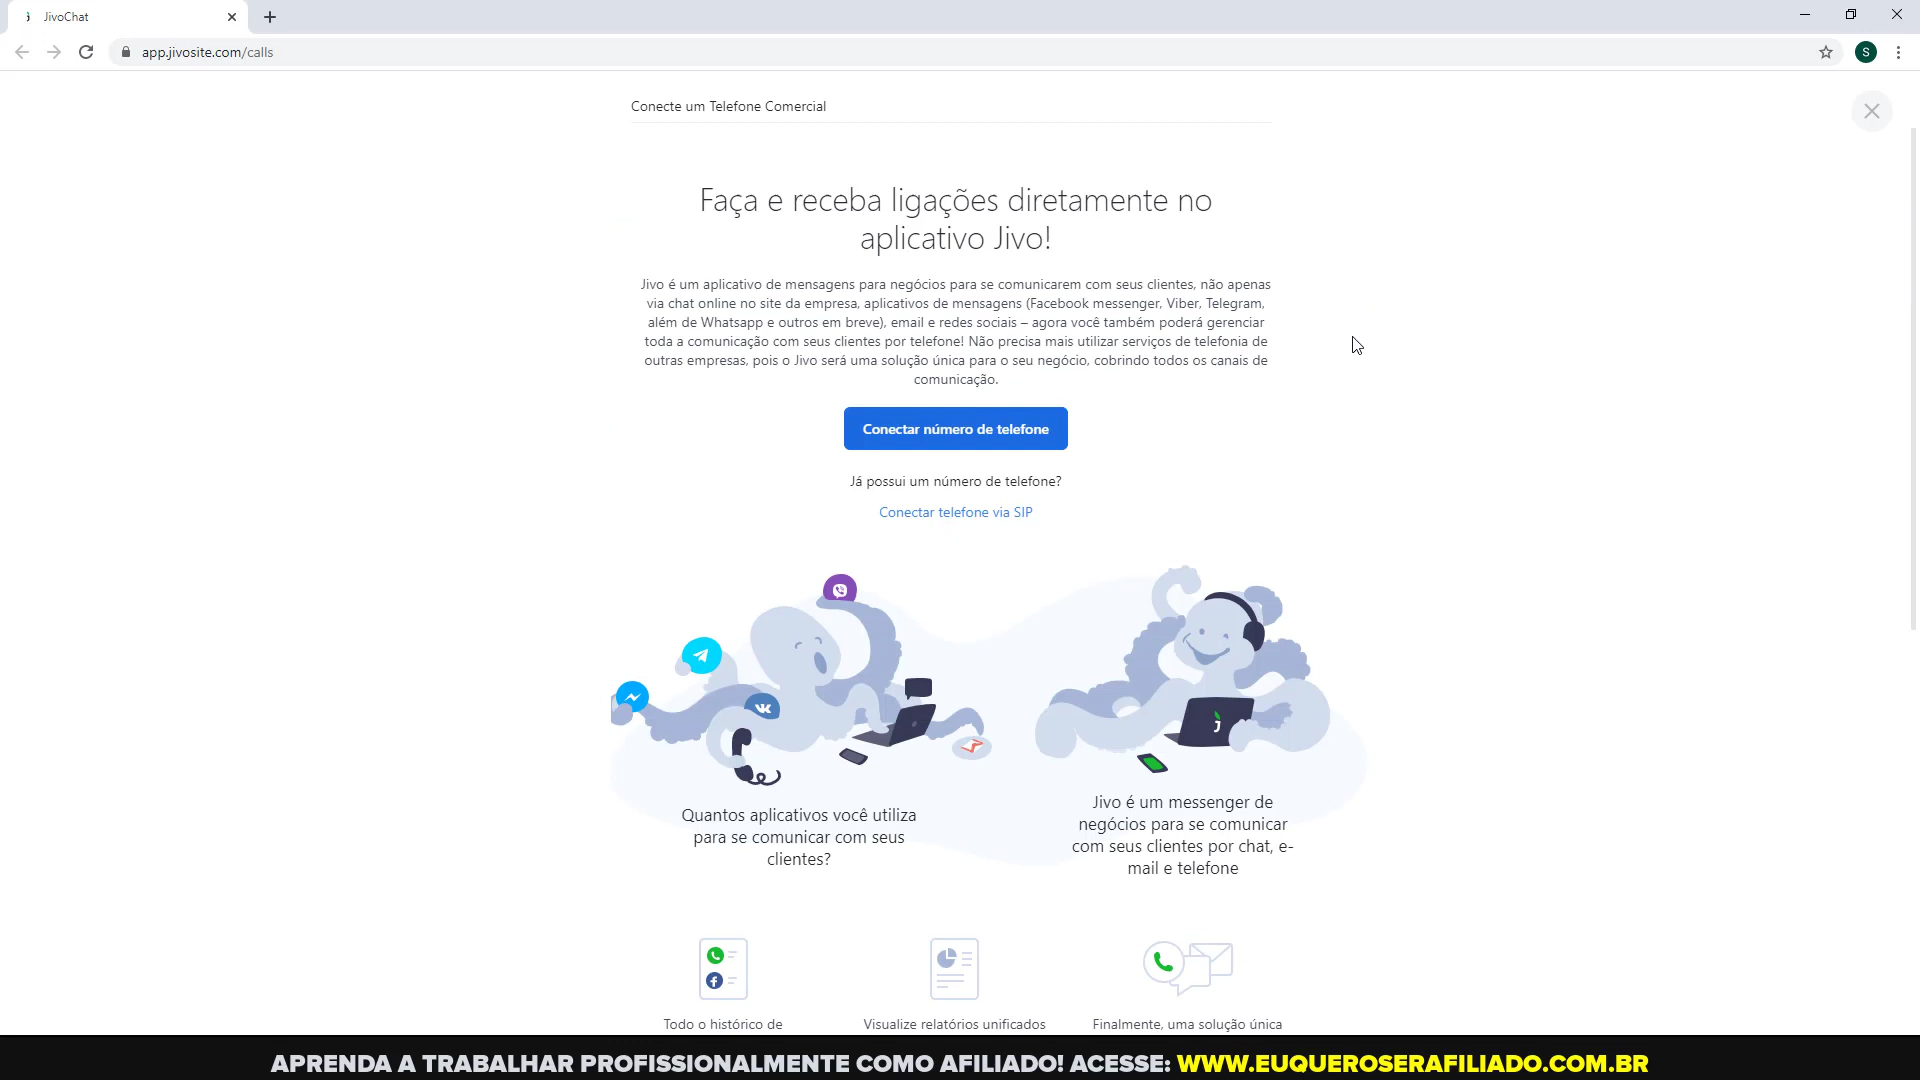 JivoChat
app.jivosite.com/calls
S
Conecte um Telefone Comercial
Faça e receba ligações diretamente no
aplicativo Jivo!
Jivo é um aplicativo de mensagens para negócios para se comunicarem com seus clientes, não apenas
via chat online no site da empresa, aplicativos de mensagens (Facebook messenger, Viber, Telegram,
além de Whatsapp e outros em breve), email e redes sociais – agora você também poderá gerenciar
toda a comunicação com seus clientes por telefone! Não precisa mais utilizar serviços de telefonia de
outras empresas, pois o Jivo será uma solução única para o seu negócio, cobrindo todos os canais de
comunicação.
Conectar número de telefone
Já possui um número de telefone?
Conectar telefone via SIP
Quantos aplicativos você utiliza
para se comunicar com seus
clientes?
Jivo é um messenger de
negócios para se comunicar
com seus clientes por chat, e-
mail e telefone
Todo o histórico de
Visualize relatórios unificados
Finalmente, uma solução única
APRENDA A TRABALHAR PROFISSIONALMENTE COMO AFILIADO! ACESSE: WWW.EUQUEROSERAFILIADO.COM.BR